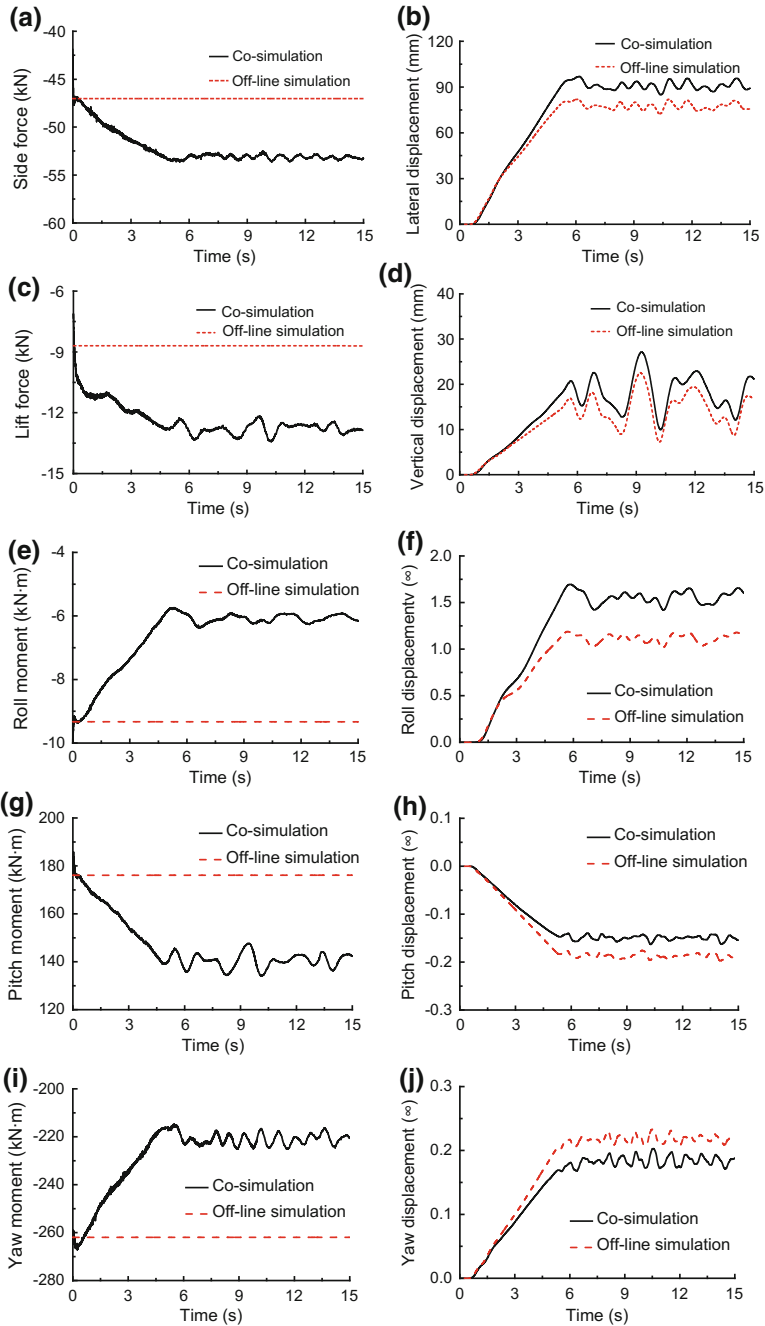 (a)
-40
-45
-50
-55
-60
Side force (kN)
Co-simulation
Off-line simulation
0 3 6 9 12 15
Time (s)
(b)
120
90
60
30
0
Lateral displacement (mm)
Co-simulation
Off-line simulation
0 3 6 9 12 15
Time (s)
(c)
-6
-9
-12
-15
Lift force (kN)
Co-simulation
Off-line simulation
0 3 6 9 12 15
Time (s)
(d)
40
30
20
10
0
Vertical displacement (mm)
Co-simulation
Off-line simulation
0 3 6 9 12 15
Time (s)
(e)
-4
-6
-8
-10
Roll moment (kN·m)
Co-simulation
Off-line simulation
0 3 6 9 12 15
Time (s)
(f)
2.0
1.5
1.0
0.5
0.0
Roll displacementv (∞)
Co-simulation
Off-line simulation
0 3 6 9 12 15
Time (s)
(g)
200
180
160
140
120
Pitch moment (kN·m)
Co-simulation
Off-line simulation
0 3 6 9 12 15
Time (s)
(h)
0.1
0.0
-0.1
-0.2
-0.3
Pitch displacement (∞)
Co-simulation
Off-line simulation
0 3 6 9 12 15
Time (s)
(i)
-200
-220
-240
-260
-280
Yaw moment (kN·m)
Co-simulation
Off-line simulation
0 3 6 9 12 15
Time (s)
(j)
0.3
0.2
0.1
0.0
Yaw displacement (∞)
Co-simulation
Off-line simulation
0 3 6 9 12 15
Time (s)